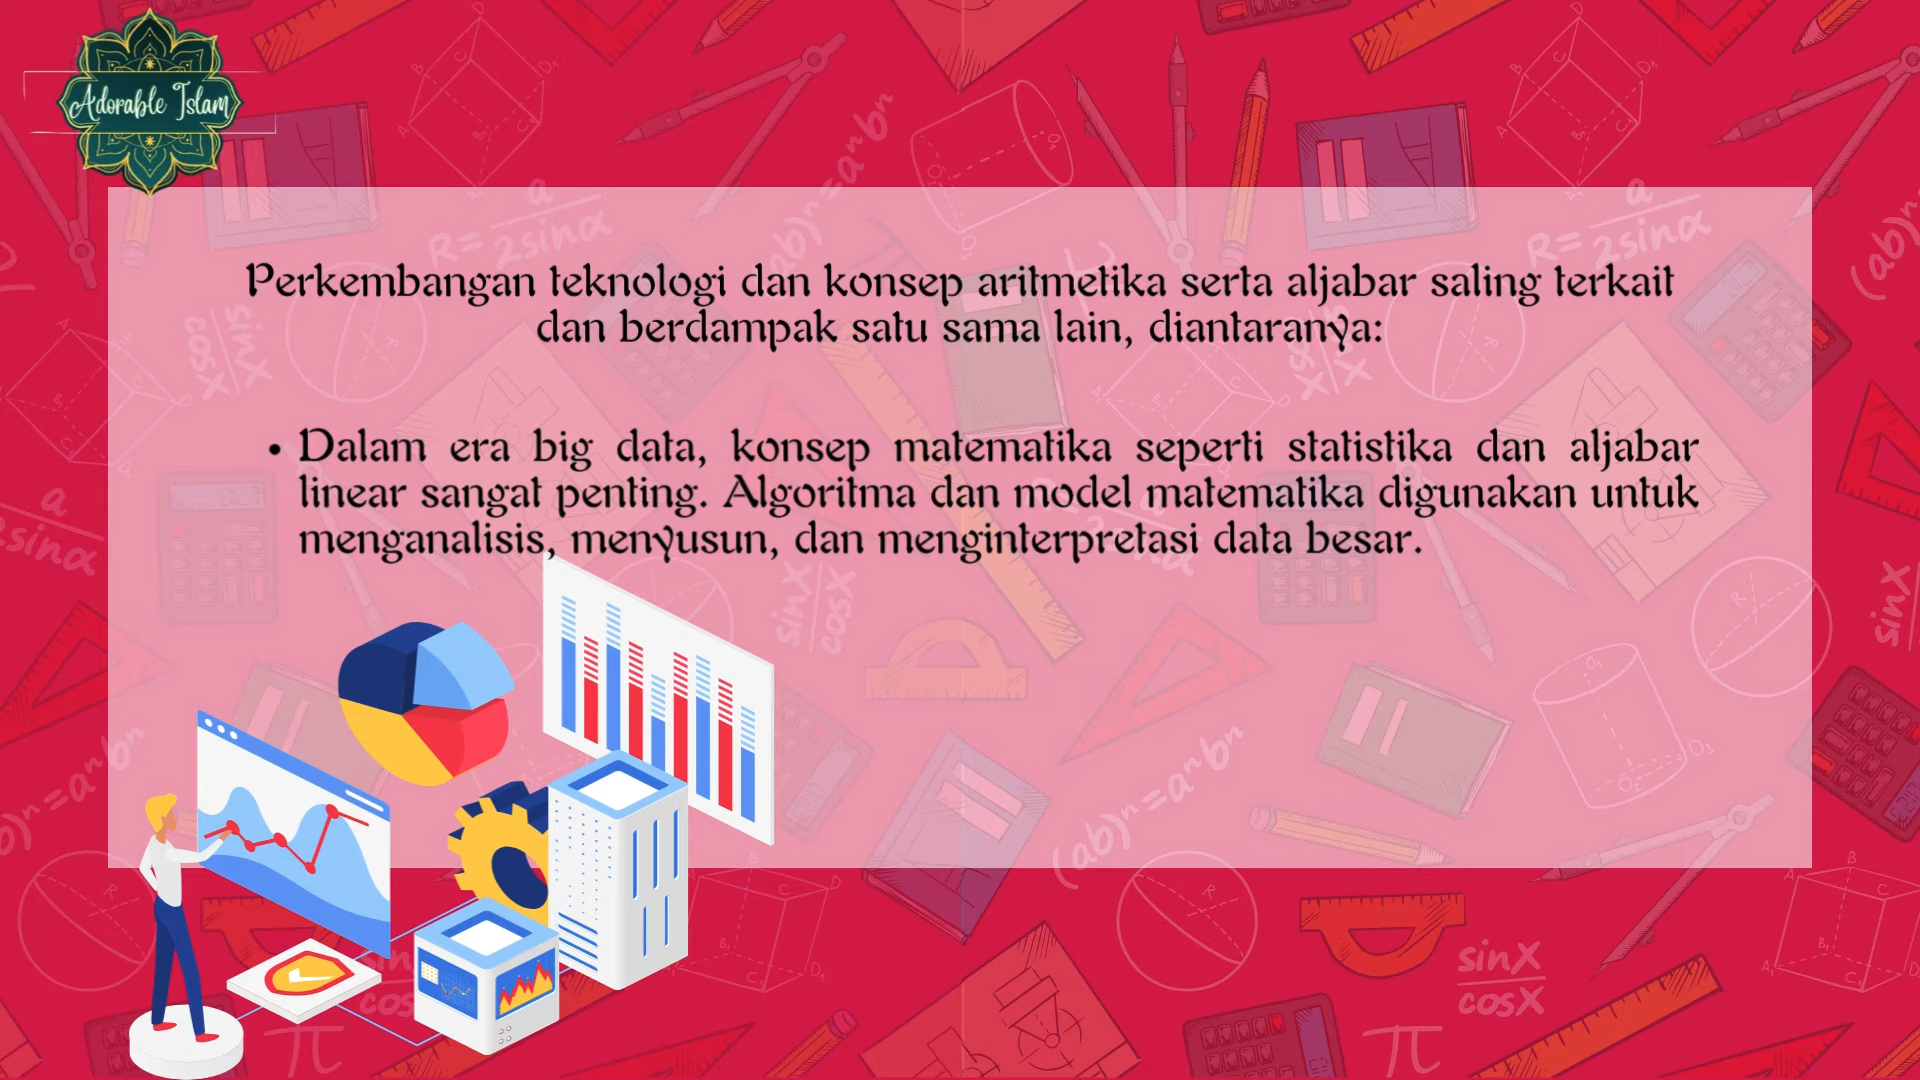 Adorable Islam
Perkembangan teknologi dan konsep aritmetika serta aljabar saling terkait
dan berdampak satu sama lain, diantaranya:
• Dalam era big data, konsep matematika seperti statistika dan aljabar
linear sangat penting. Algoritma dan model matematika digunakan untuk
menganalisis, menyusun, dan menginterpretasi data besar.